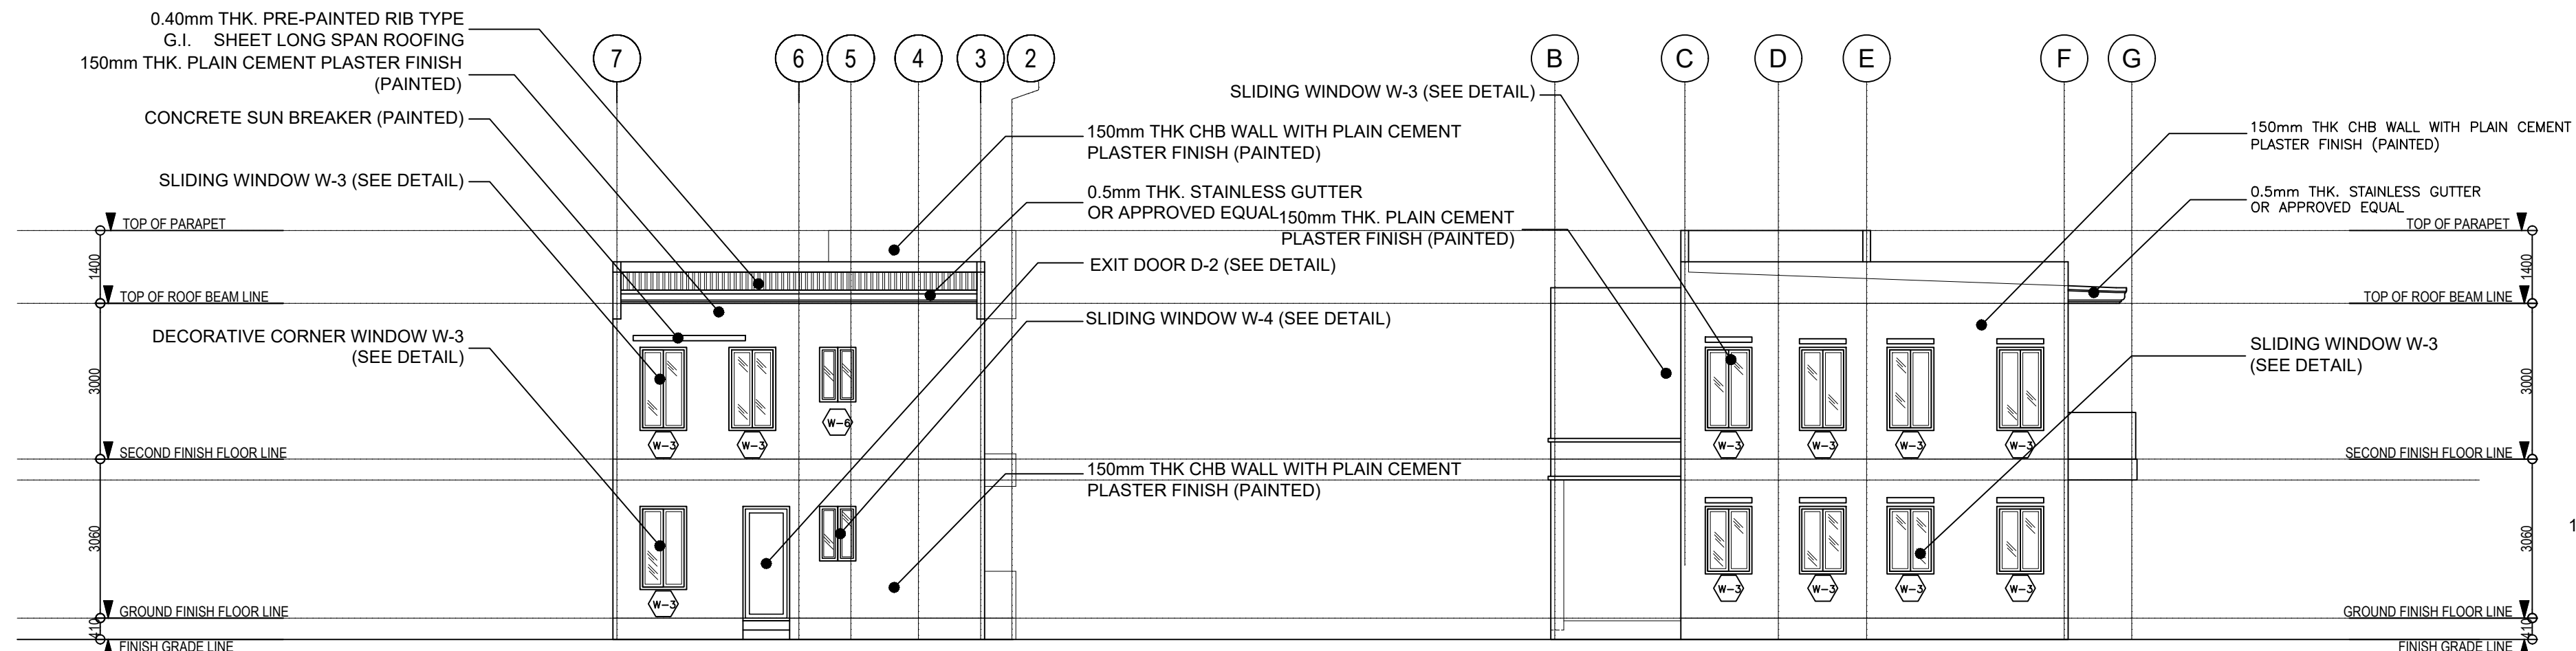 0.40mm THK. PRE-PAINTED RIB TYPE
G.I. SHEET LONG SPAN ROOFING
150mm THK. PLAIN CEMENT PLASTER FINISH
(PAINTED)
CONCRETE SUN BREAKER (PAINTED)
SLIDING WINDOW W-3 (SEE DETAIL)
DECORATIVE CORNER WINDOW W-3
(SEE DETAIL)
TOP OF PARAPET
1400
TOP OF ROOF BEAM LINE
3000
SECOND FINISH FLOOR LINE
3060
GROUND FINISH FLOOR LINE
410
FINISH GRADE LINE
7
6
5
4
3
2
W-3
W-3
W-6
W-3
150mm THK CHB WALL WITH PLAIN CEMENT
PLASTER FINISH (PAINTED)
0.5mm THK. STAINLESS GUTTER
OR APPROVED EQUAL
EXIT DOOR D-2 (SEE DETAIL)
SLIDING WINDOW W-4 (SEE DETAIL)
150mm THK CHB WALL WITH PLAIN CEMENT
PLASTER FINISH (PAINTED)
SLIDING WINDOW W-3 (SEE DETAIL)
150mm THK. PLAIN CEMENT
PLASTER FINISH (PAINTED)
B
C
D
E
F
G
W-3
W-3
W-3
W-3
W-3
W-3
W-3
W-3
150mm THK CHB WALL WITH PLAIN CEMENT
PLASTER FINISH (PAINTED)
0.5mm THK. STAINLESS GUTTER
OR APPROVED EQUAL
SLIDING WINDOW W-3
(SEE DETAIL)
TOP OF PARAPET
1400
TOP OF ROOF BEAM LINE
3000
SECOND FINISH FLOOR LINE
3060
GROUND FINISH FLOOR LINE
410
FINISH GRADE LINE
1